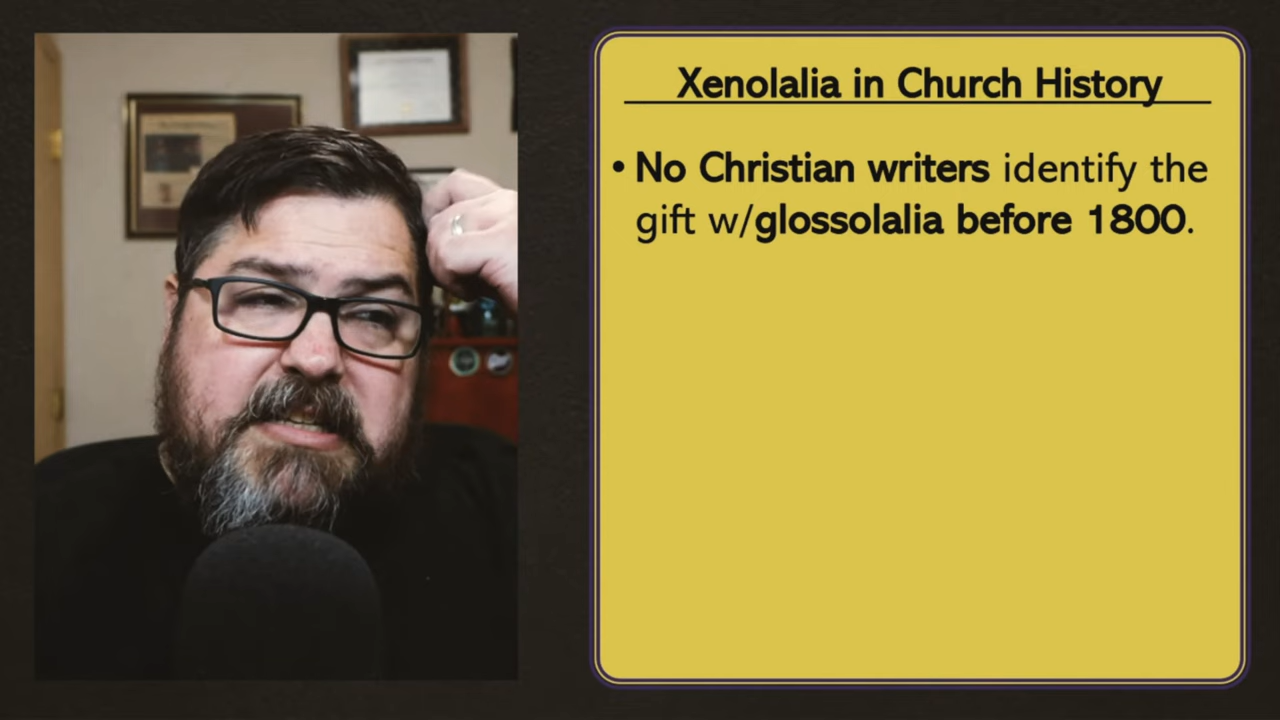 Xenolalia in Church History
• No Christian writers identify the
gift w/glossolalia before 1800.